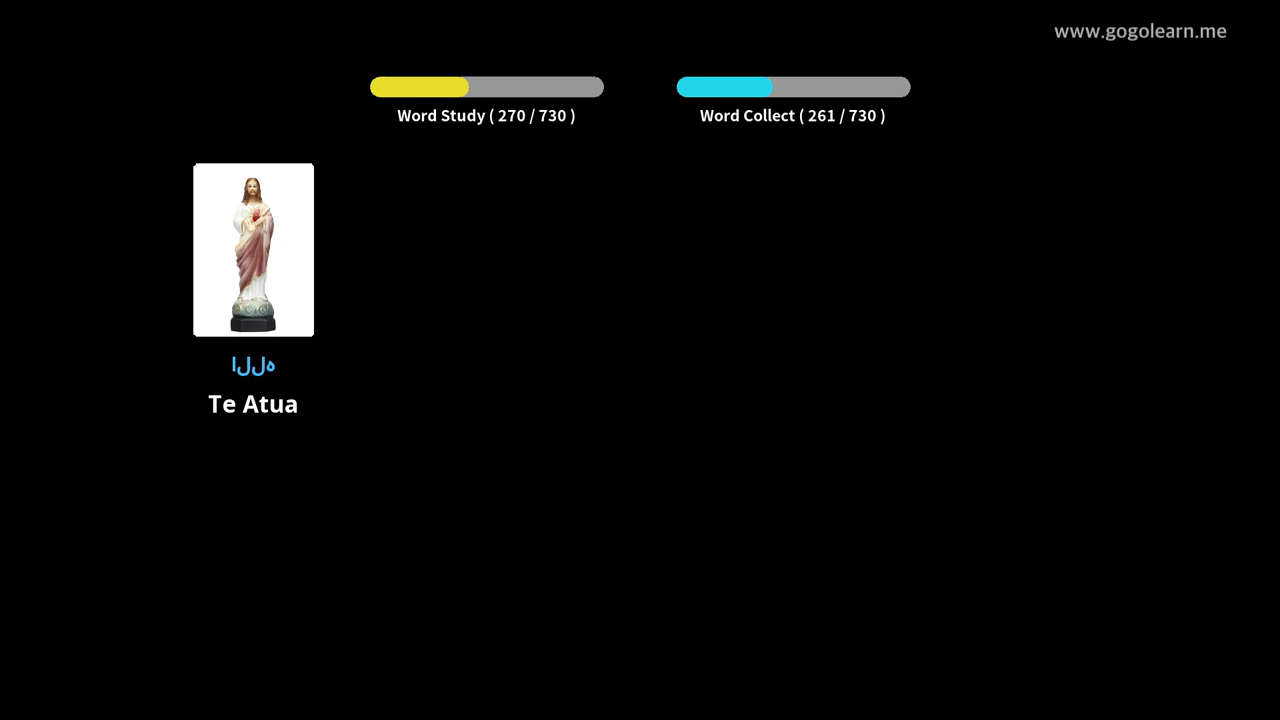 www.gogolearn.me
Word Study ( 270 / 730 )
Word Collect ( 261 / 730 )
الله
Te Atua